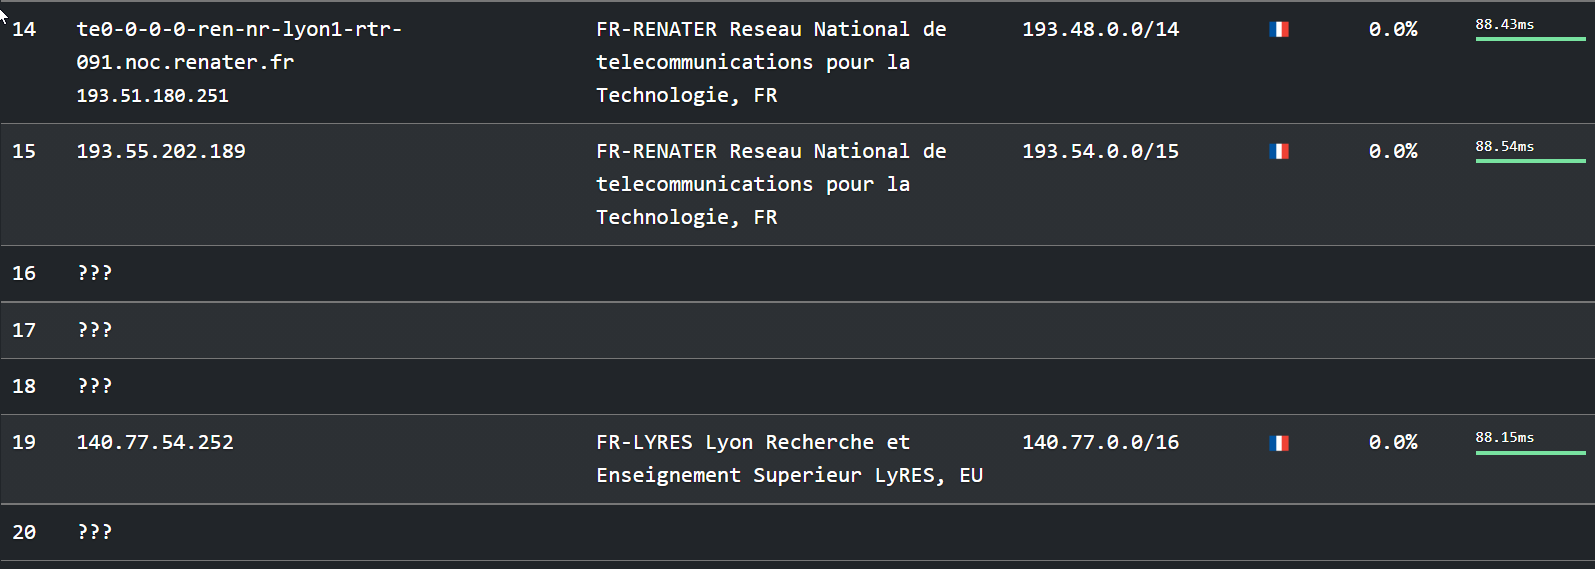 14 te0-0-0-0-ren-nr-lyon1-rtr- FR-RENATER Reseau National de 193.48.0.0/14 0.0% 88.43ms
091.noc.renater.fr telecommunications pour la
193.51.180.251 Technologie, FR
15 193.55.202.189 FR-RENATER Reseau National de 193.54.0.0/15 0.0% 88.54ms
telecommunications pour la
Technologie, FR
16 ???
17 ???
18 ???
19 140.77.54.252 FR-LYRES Lyon Recherche et 140.77.0.0/16 0.0% 88.15ms
Enseignement Superieur LyRES, EU
20 ???